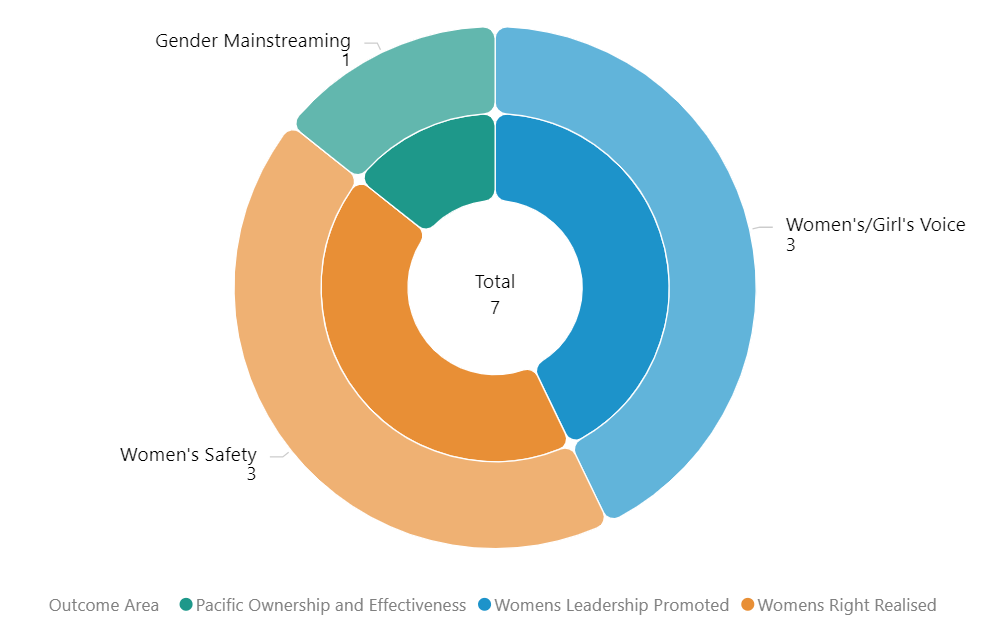 Gender Mainstreaming
1
Women's/Girl's Voice
3
Total
7
Women's Safety
3
Outcome Area Pacific Ownership and Effectiveness Womens Leadership Promoted Womens Right Realised